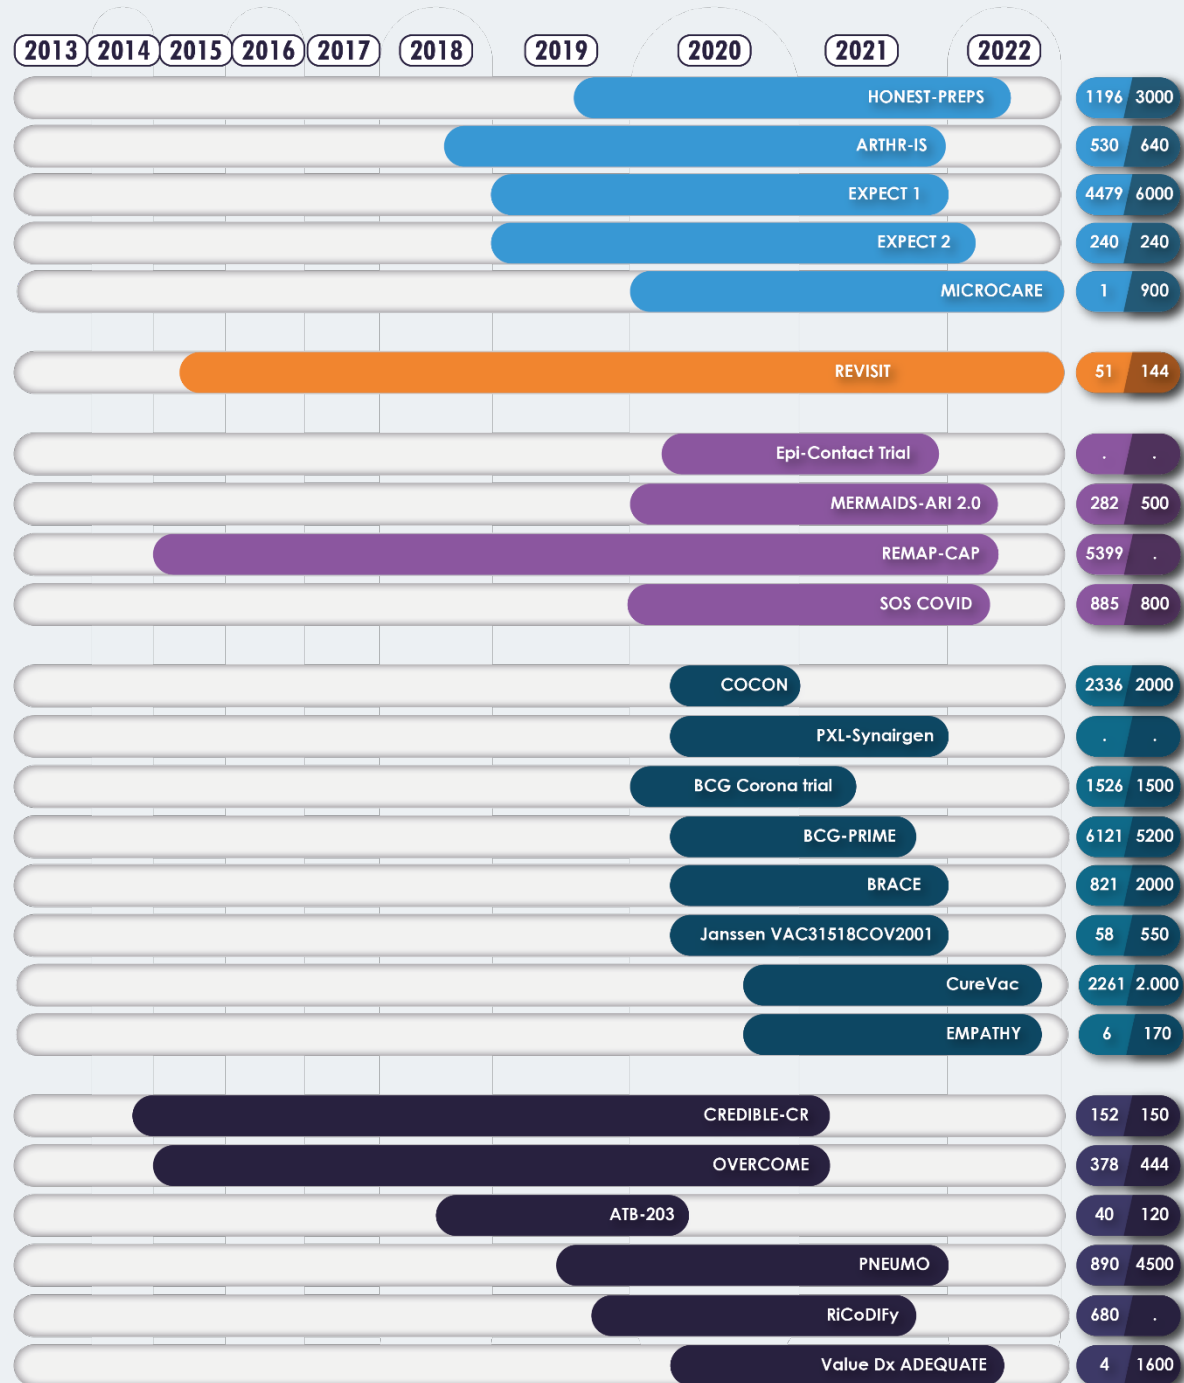 2013 2014 2015 2016 2017 2018 2019 2020 2021 2022
HONEST-PREPS 1196 3000
ARTHR-IS 530 640
EXPECT 1 4479 6000
EXPECT 2 240 240
MICROCARE 1 900
REVISIT 51 144
Epi-Contact Trial . .
MERMAIDS-ARI 2.0 282 500
REMAP-CAP 5399 .
SOS COVID 885 800
COCON 2336 2000
PXL-Synairgen . .
BCG Corona trial 1526 1500
BCG-PRIME 6121 5200
BRACE 821 2000
Janssen VAC31518COV2001 58 550
CureVac 2261 2.000
EMPATHY 6 170
CREDIBLE-CR 152 150
OVERCOME 378 444
ATB-203 40 120
PNEUMO 890 4500
RiCoDIFy 680 .
Value Dx ADEQUATE 4 1600